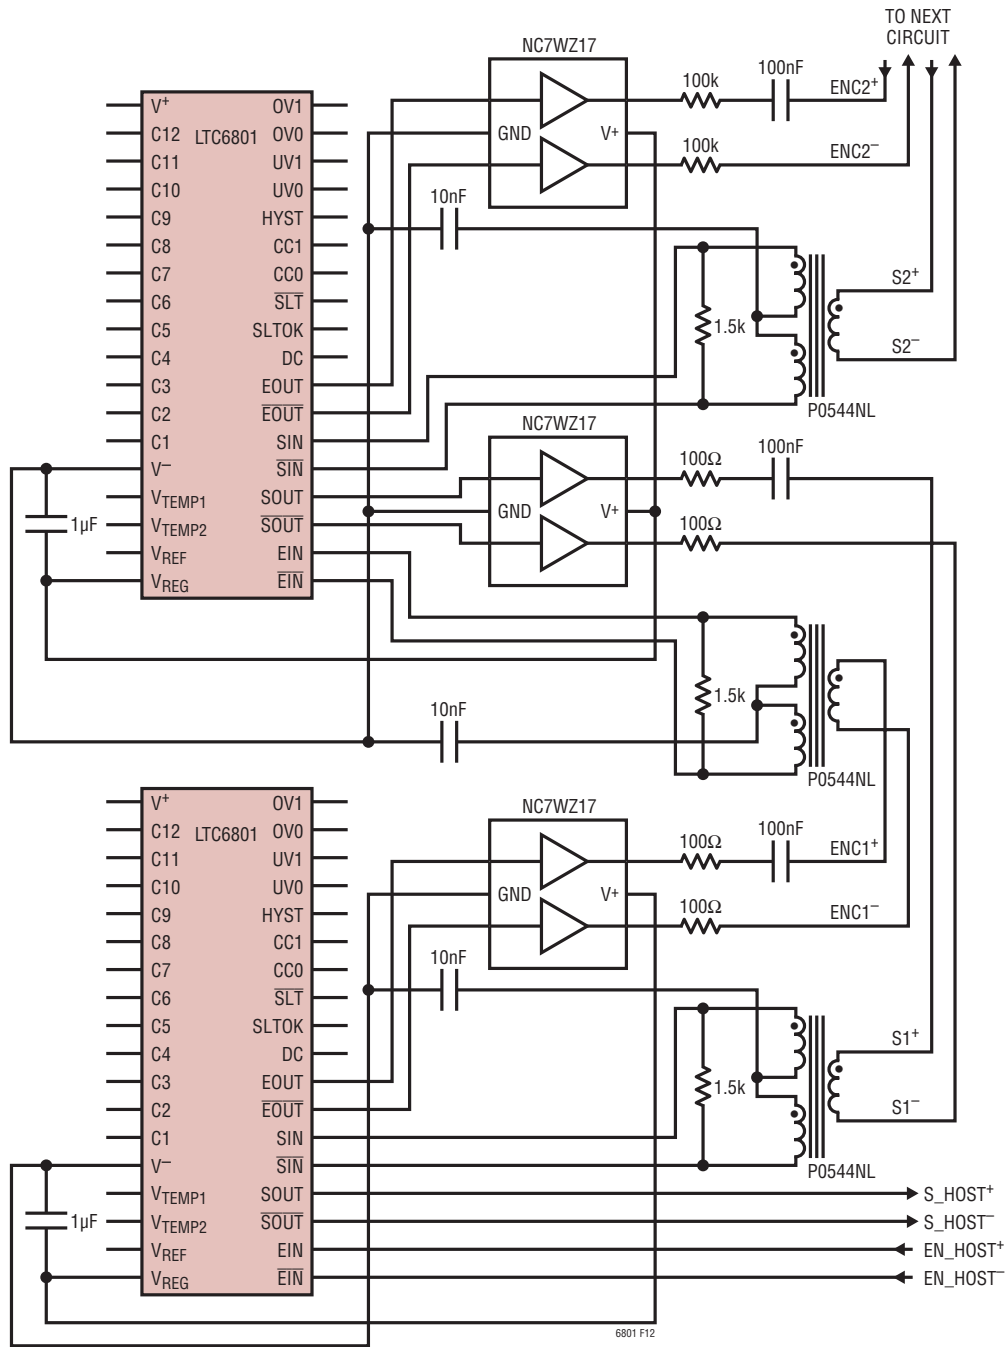 TO NEXT
CIRCUIT
NC7WZ17
100k
100nF
ENC2+
GND
V+
100k
ENC2–
LTC6801
V+
C12
C11
C10
C9
C8
C7
C6
C5
C4
C3
C2
C1
V–
VTEMP1
VTEMP2
VREF
VREG
OV1
OV0
UV1
UV0
HYST
CC1
CC0
SLT
SLTOK
DC
EOUT
EOUT
SIN
SIN
SOUT
SOUT
EIN
EIN
1µF
10nF
1.5k
S2+
S2–
P0544NL
NC7WZ17
100Ω
100nF
GND
V+
100Ω
10nF
1.5k
P0544NL
LTC6801
V+
C12
C11
C10
C9
C8
C7
C6
C5
C4
C3
C2
C1
V–
VTEMP1
VTEMP2
VREF
VREG
OV1
OV0
UV1
UV0
HYST
CC1
CC0
SLT
SLTOK
DC
EOUT
EOUT
SIN
SIN
SOUT
SOUT
EIN
EIN
1µF
NC7WZ17
100Ω
100nF
ENC1+
GND
V+
100Ω
ENC1–
10nF
1.5k
S1+
S1–
P0544NL
S_HOST+
S_HOST–
EN_HOST+
EN_HOST–
6801 F12